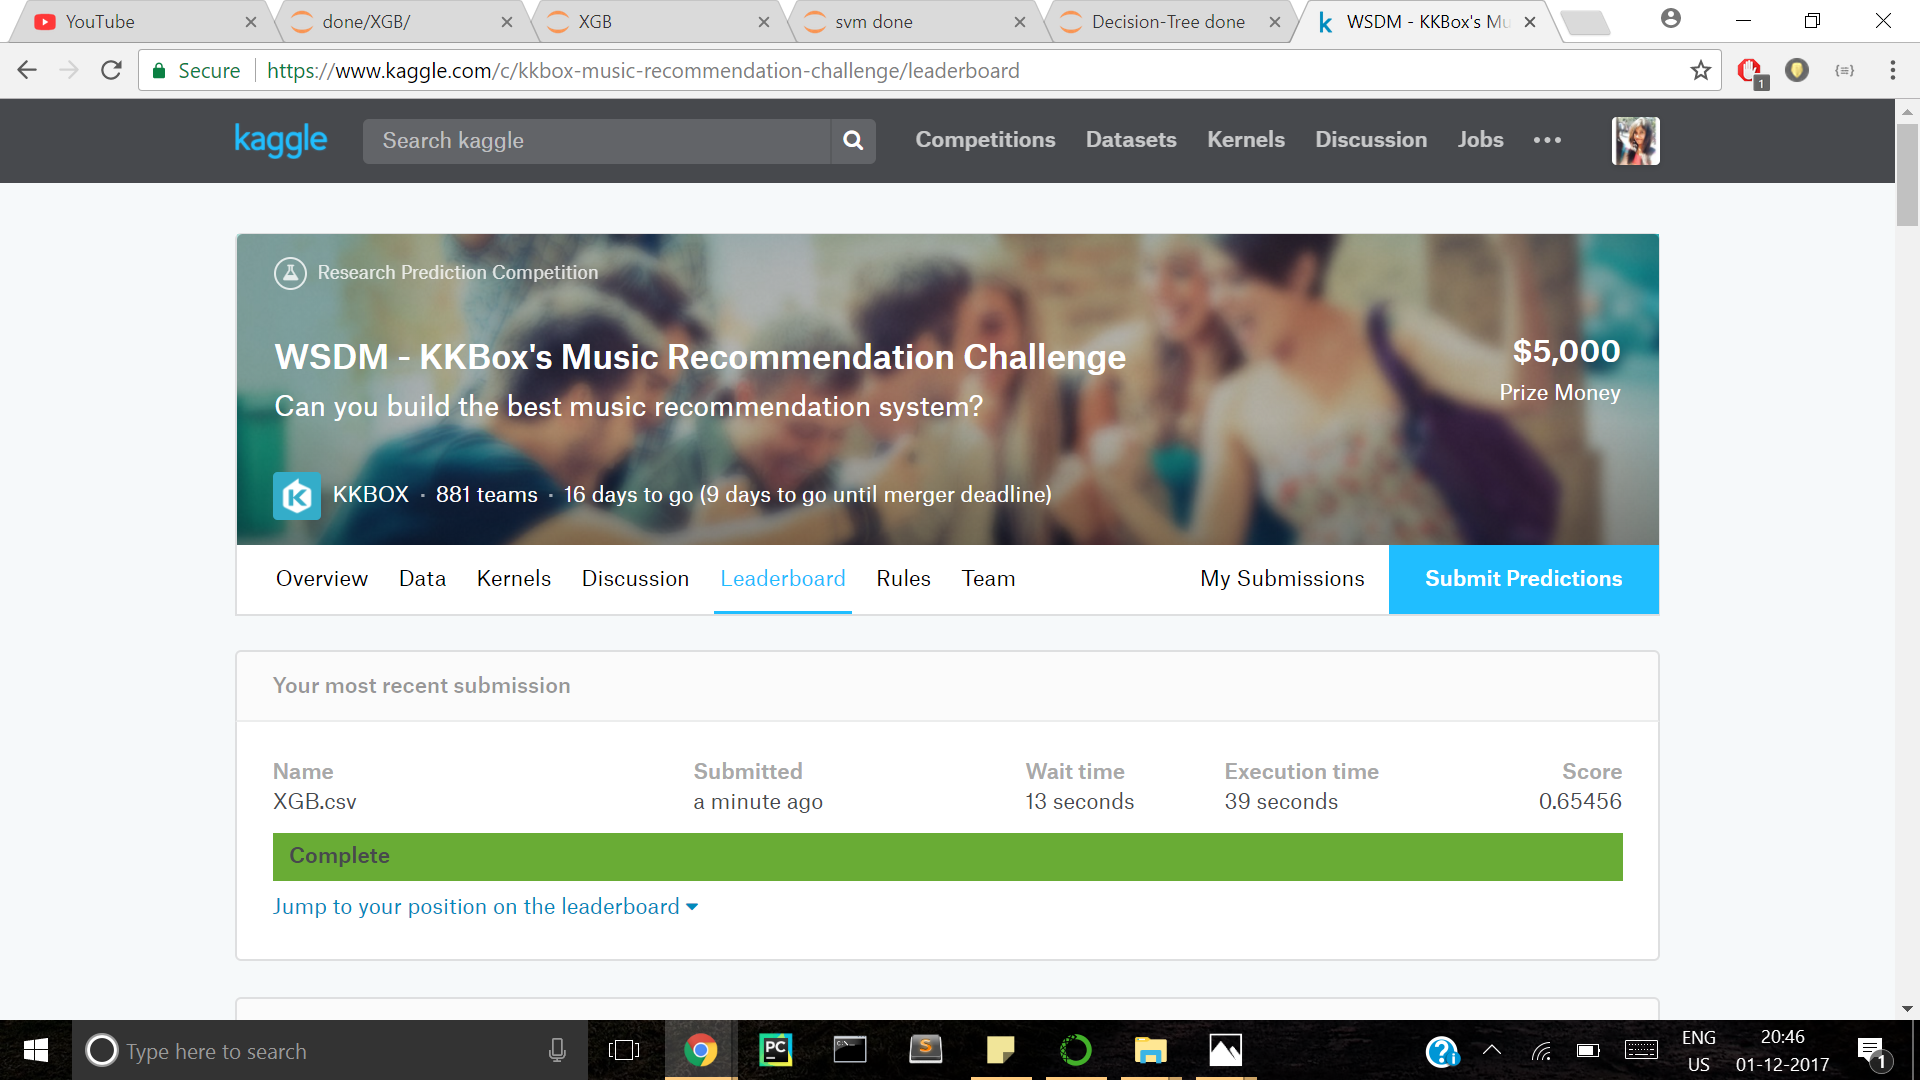 YouTube
done/XGB/
XGB
svm done
Decision-Tree done
k WSDM - KKBox's Mu
Secure https://www.kaggle.com/c/kkbox-music-recommendation-challenge/leaderboard
1
kaggle
Search kaggle
Competitions Datasets Kernels Discussion Jobs
Research Prediction Competition
WSDM - KKBox's Music Recommendation Challenge
Can you build the best music recommendation system?
$5,000
Prize Money
KKBOX · 881 teams · 16 days to go (9 days to go until merger deadline)
Overview Data Kernels Discussion Leaderboard Rules Team My Submissions Submit Predictions
Your most recent submission
Name Submitted Wait time Execution time Score
XGB.csv a minute ago 13 seconds 39 seconds 0.65456
Complete
Jump to your position on the leaderboard
Type here to search
PC
S
ENG
US
20:46
01-12-2017
1